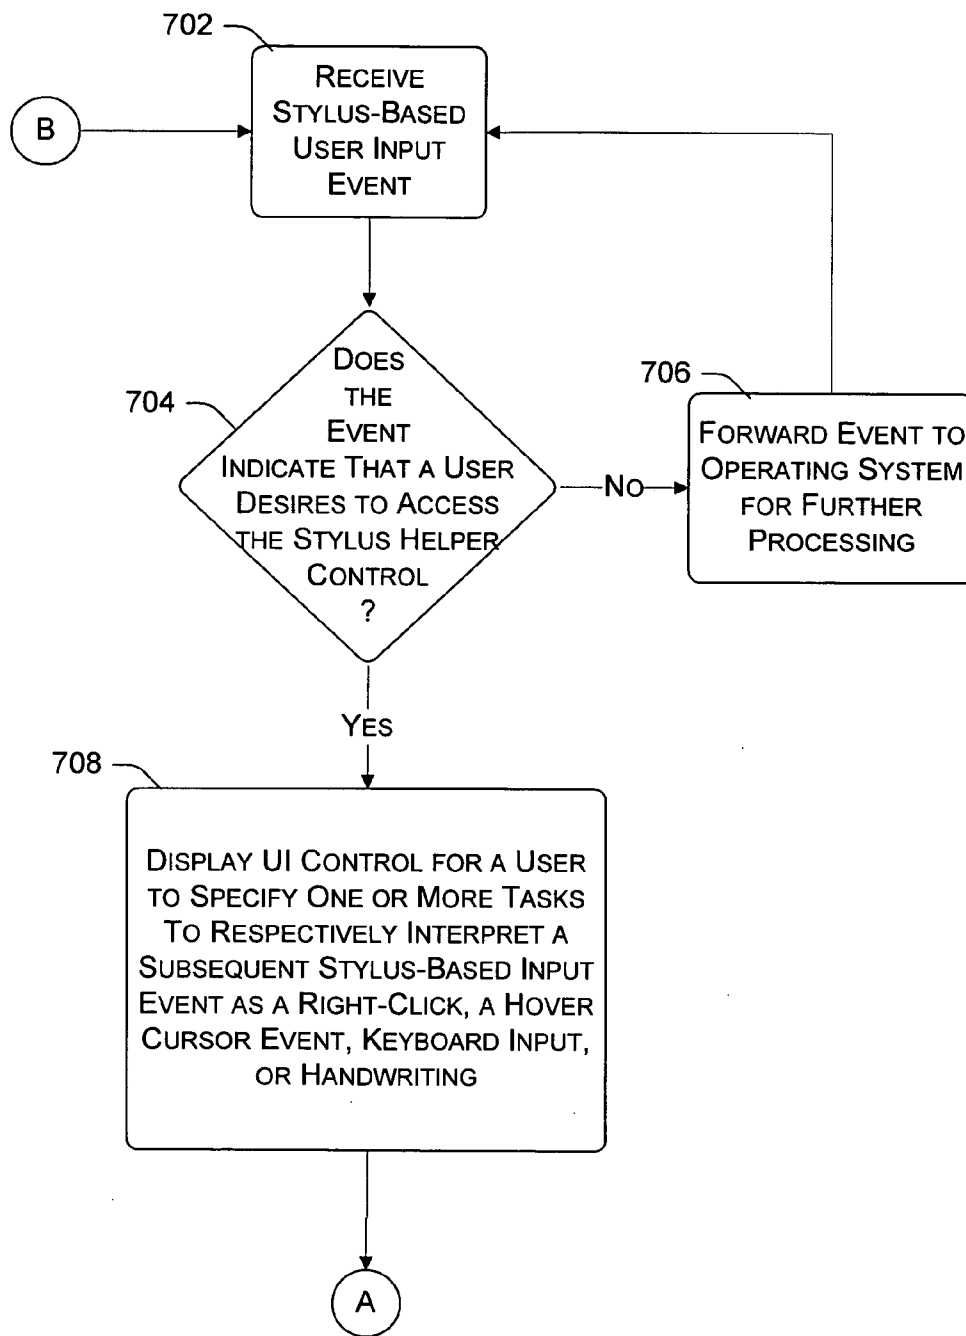 702
RECEIVE
STYLUS-BASED
USER INPUT
EVENT
B
DOES
THE
EVENT
INDICATE THAT A USER
DESIRES TO ACCESS
THE STYLUS HELPER
CONTROL
?
704
NO
706
FORWARD EVENT TO
OPERATING SYSTEM
FOR FURTHER
PROCESSING
YES
708
DISPLAY UI CONTROL FOR A USER
TO SPECIFY ONE OR MORE TASKS
TO RESPECTIVELY INTERPRET A
SUBSEQUENT STYLUS-BASED INPUT
EVENT AS A RIGHT-CLICK, A HOVER
CURSOR EVENT, KEYBOARD INPUT,
OR HANDWRITING
A